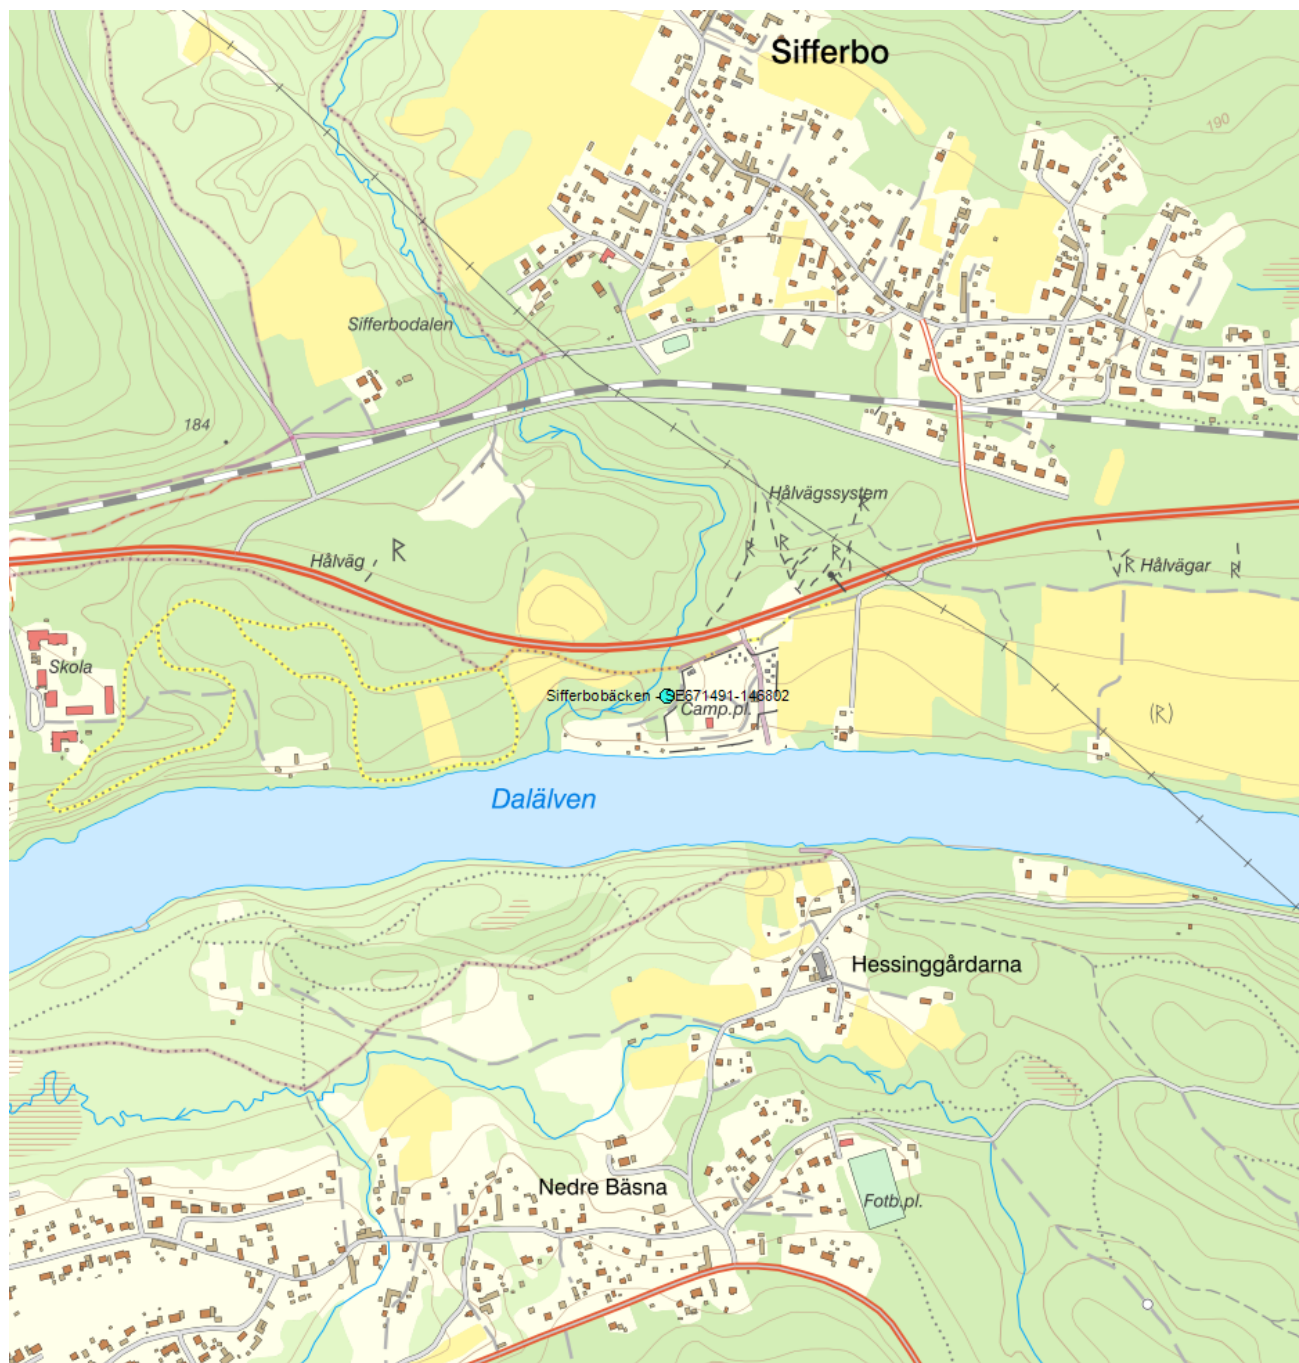 Sifferbo
190
Sifferbodalen
184
Hålvägssystem
R
R
R
R
R
Hålväg
R Hålvägar
R
Skola
Sifferbobäcken - SE671491-146802
Camp.pl.
(R)
Dalälven
Hessinggårdarna
Nedre Bäsna
Fotb.pl.